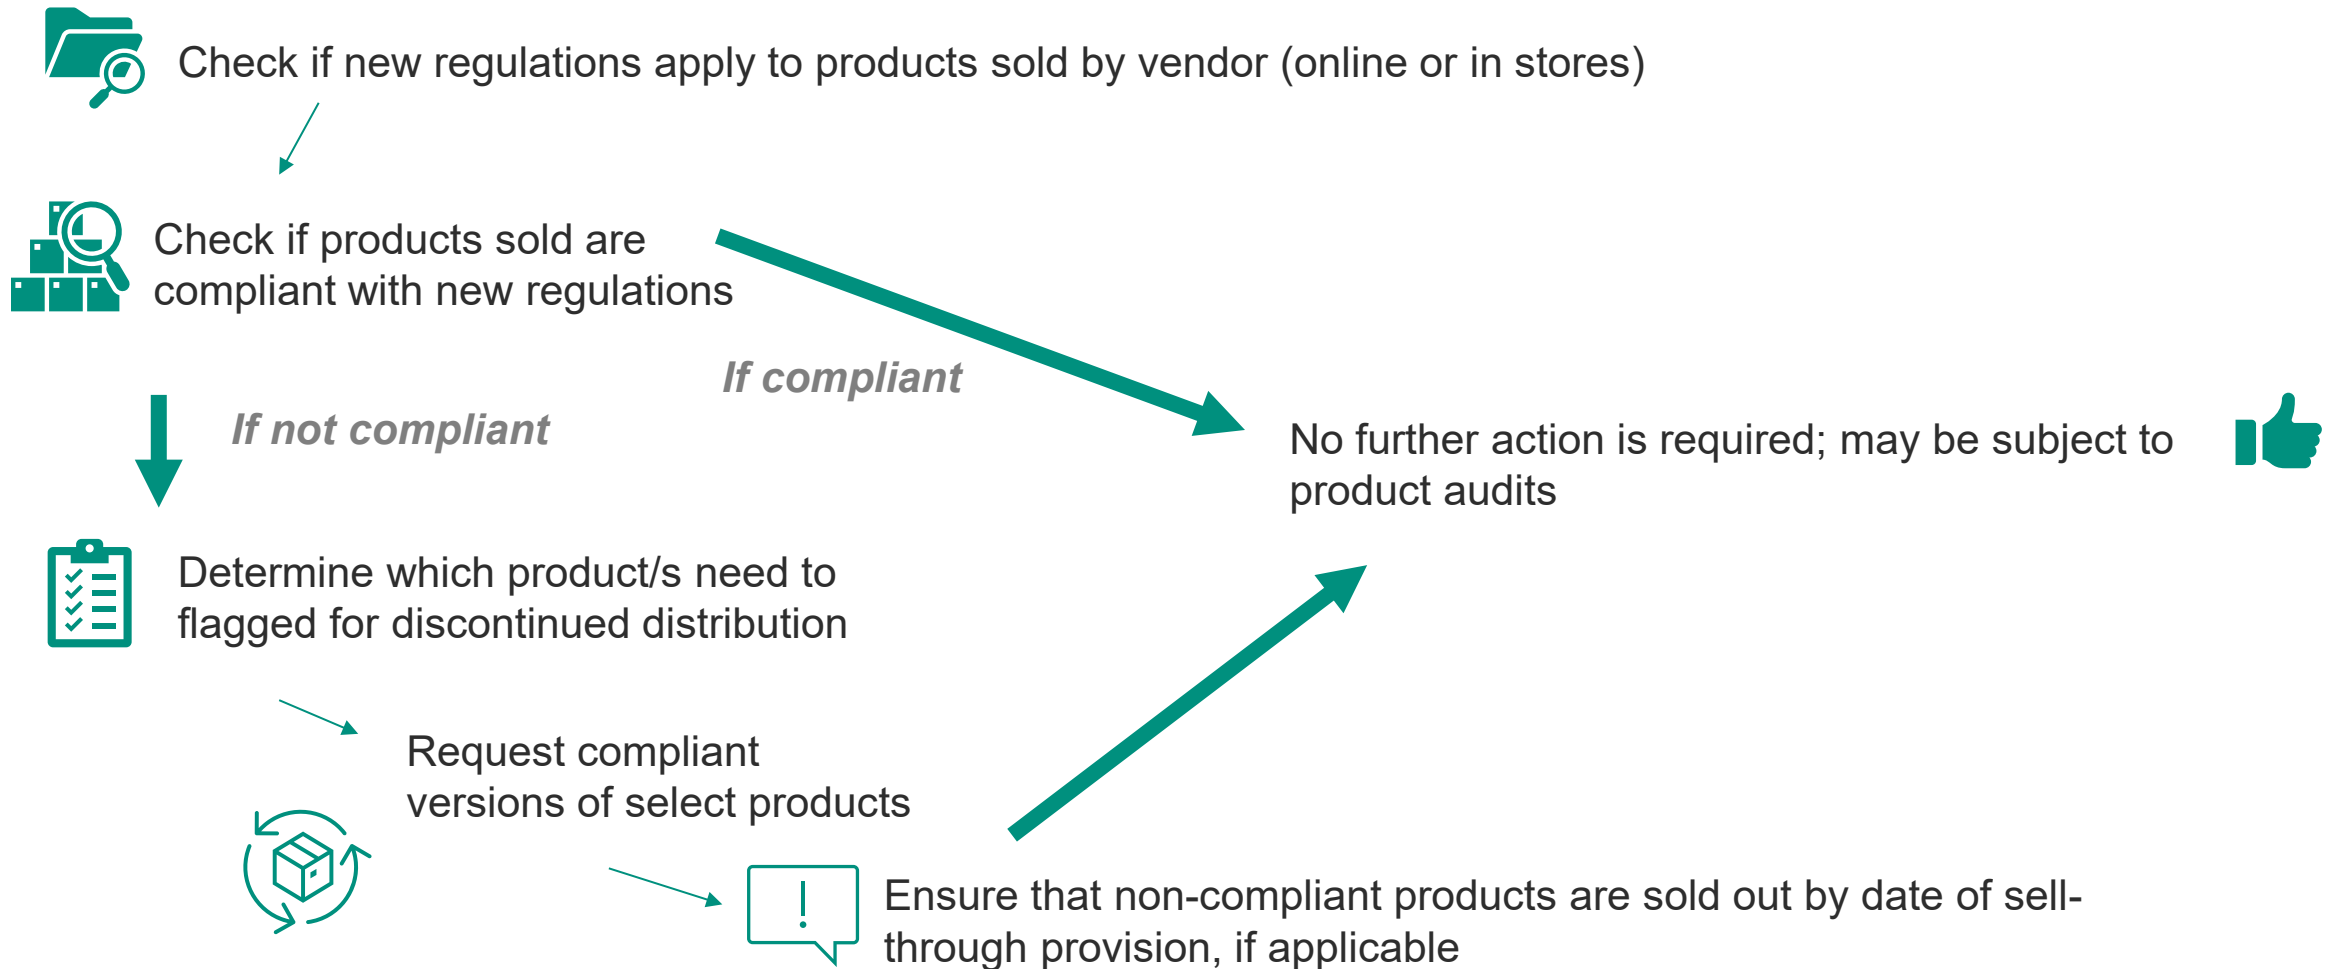 Check if new regulations apply to products sold by vendor (online or in stores)
Check if products sold are
compliant with new regulations
If compliant
If not compliant
No further action is required; may be subject to
product audits
Determine which product/s need to
flagged for discontinued distribution
Request compliant
versions of select products
Ensure that non-compliant products are sold out by date of sell-
through provision, if applicable